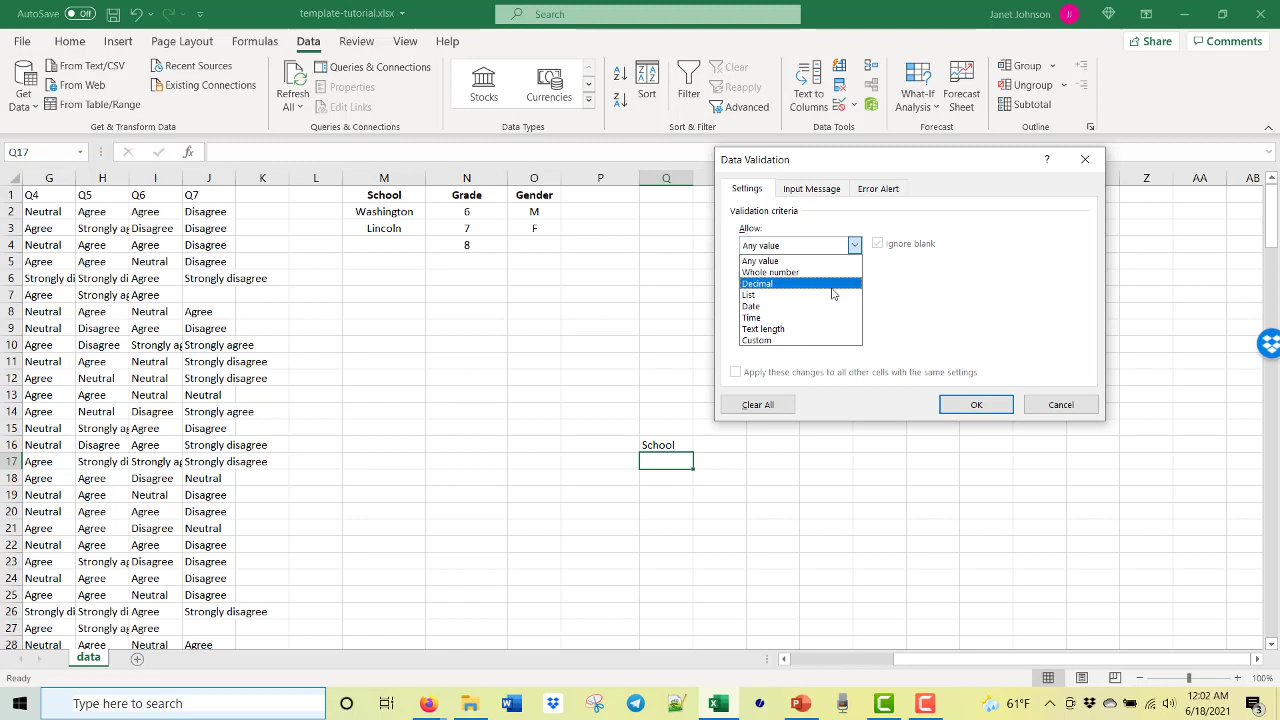 AutoSave Off template-tutorial.xlsx Search Janet Johnson JJ
File Home Insert Page Layout Formulas Data Review View Help Share Comments
Get Data From Text/CSV From Web From Table/Range Recent Sources Existing Connections
Get & Transform Data
Refresh All Queries & Connections Properties Edit Links
Queries & Connections
Stocks Currencies
Data Types
Sort Filter Clear Reapply Advanced
Sort & Filter
Text to Columns
Data Tools
What-If Analysis Forecast Sheet
Forecast
Group Ungroup Subtotal
Outline
Q17 fx
G H I J K L M N O P Q Z AA AB
1 Q4 Q5 Q6 Q7 School Grade Gender
2 Neutral Agree Agree Disagree Washington 6 M
3 Agree Strongly ag Disagree Disagree Lincoln 7 F
4 Neutral Agree Agree Disagree 8
5 Agree Agree Neutral Disagree
6 Strongly di Strongly di Agree Strongly disagree
7 Agree Strongly ag Agree
8 Agree Agree Neutral Agree
9 Agree Disagree Agree Disagree
10 Agree Disagree Strongly ag Strongly agree
11 Agree Agree Neutral Neutral
12 Agree Neutral Agree Strongly disagree
13 Agree Agree Neutral Neutral
14 Agree Neutral Disagree Strongly agree
15 Agree Agree Agree Disagree
16 Neutral Disagree Agree Strongly disagree School
17 Agree Strongly di Strongly ag Strongly disagree
18 Agree Agree Disagree Neutral
19 Neutral Agree Neutral Disagree
20 Agree Agree Agree Disagree
21 Agree Agree Disagree Neutral
22 Neutral Agree Agree Disagree
23 Agree Strongly di Agree Disagree
24 Neutral Agree Agree Disagree
25 Agree Agree Neutral Disagree
26 Strongly di Strongly di Agree Strongly disagree
27 Agree Strongly ag Agree
28 Neutral Agree Neutral Agree
Data Validation ?
Settings Input Message Error Alert
Validation criteria
Allow:
Any value Ignore blank
Any value
Whole number
Decimal
List
Date
Time
Text length
Custom
Apply these changes to all other cells with the same settings
Clear All OK Cancel
data
Ready 100%
Type here to search 61°F 12:02 AM
6/18/2021 3